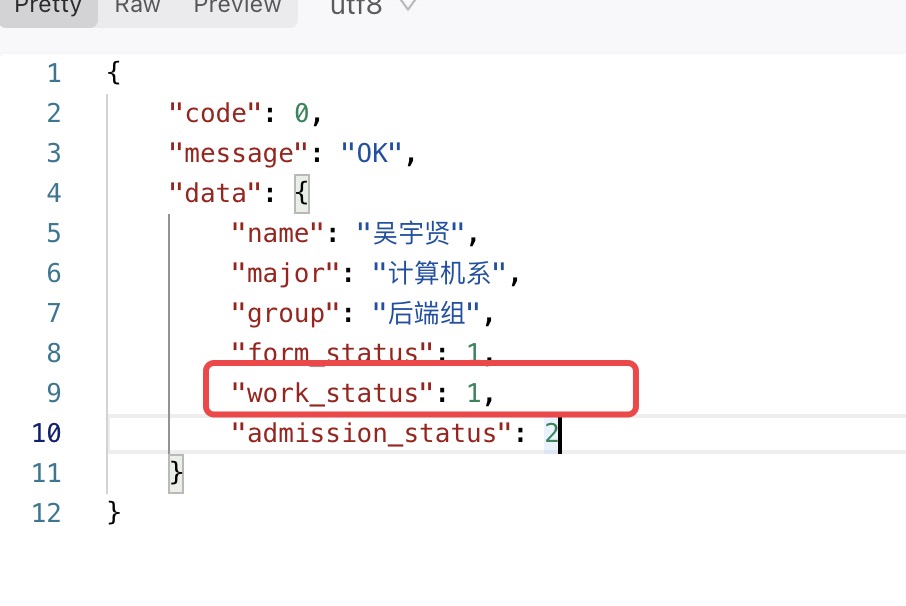 Pretty Raw Preview utf8
1 {
2 "code": 0,
3 "message": "OK",
4 "data": {
5 "name": "吴宇贤",
6 "major": "计算机系",
7 "group": "后端组",
8 "form_status": 1,
9 "work_status": 1,
10 "admission_status": 2
11 }
12 }